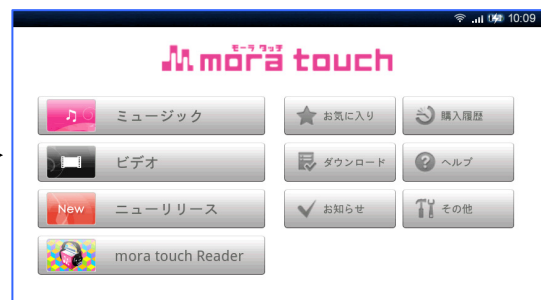 10:09
モーラ タッチ
mora touch
ミュージック
お気に入り
購入履歴
ビデオ
ダウンロード
ヘルプ
New
ニューリリース
お知らせ
その他
mora touch Reader